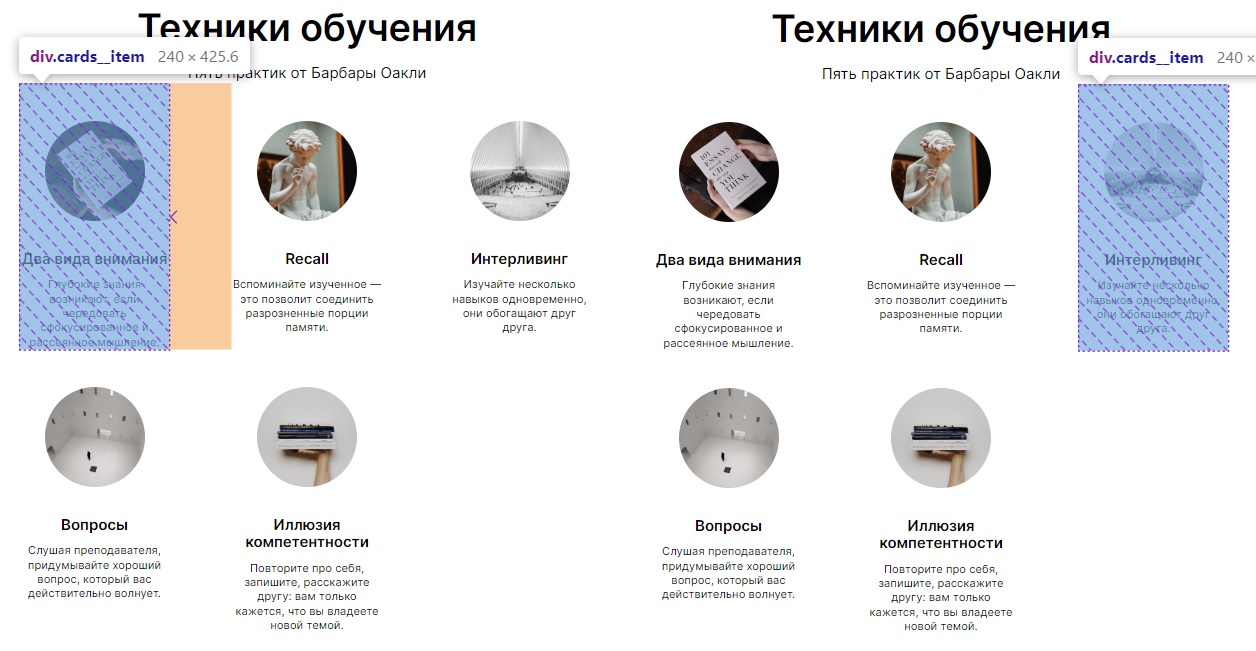 Техники обучения
div.cards__item 240 × 425.6
Пять практик от Барбары Оакли
Два вида внимания
Глубокие знания
возникают, если
чередовать
сфокусированное и
рассеянное мышление.
Recall
Вспоминайте изученное —
это позволит соединить
разрозненные порции
памяти.
Интерливинг
Изучайте несколько
навыков одновременно,
они обогащают друг
друга.
Вопросы
Слушая преподавателя,
придумывайте хороший
вопрос, который вас
действительно волнует.
Иллюзия
компетентности
Повторите про себя,
запишите, расскажите
другу: вам только
кажется, что вы владеете
новой темой.
Техники обучения
div.cards__item 240 ×
Пять практик от Барбары Оакли
101
ESSAYS
CHANGE
YOU
THINK
Два вида внимания
Глубокие знания
возникают, если
чередовать
сфокусированное и
рассеянное мышление.
Recall
Вспоминайте изученное —
это позволит соединить
разрозненные порции
памяти.
Интерливинг
Изучайте несколько
навыков одновременно,
они обогащают друг
друга.
Вопросы
Слушая преподавателя,
придумывайте хороший
вопрос, который вас
действительно волнует.
Иллюзия
компетентности
Повторите про себя,
запишите, расскажите
другу: вам только
кажется, что вы владеете
новой темой.